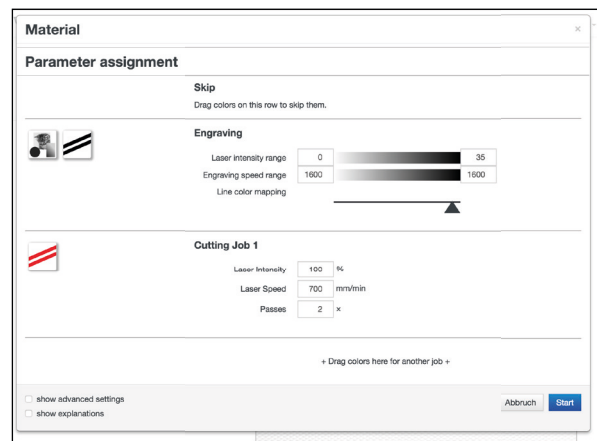 Material ×
Parameter assignment
Skip
Drag colors on this row to skip them.
Engraving
Laser intensity range 0 35
Engraving speed range 1600 1600
Line color mapping
Cutting Job 1
Laser Intensity 100 %
Laser Speed 700 mm/min
Passes 2 x
+ Drag colors here for another job +
show advanced settings
show explanations
Abbruch Start